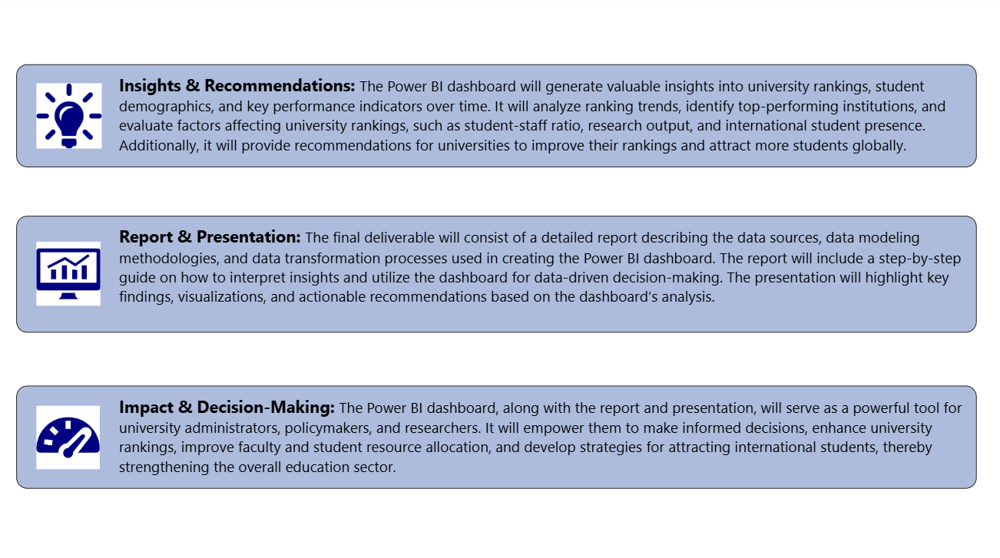 Insights & Recommendations: The Power BI dashboard will generate valuable insights into university rankings, student
demographics, and key performance indicators over time. It will analyze ranking trends, identify top-performing institutions, and
evaluate factors affecting university rankings, such as student-staff ratio, research output, and international student presence.
Additionally, it will provide recommendations for universities to improve their rankings and attract more students globally.
Report & Presentation: The final deliverable will consist of a detailed report describing the data sources, data modeling
methodologies, and data transformation processes used in creating the Power BI dashboard. The report will include a step-by-step
guide on how to interpret insights and utilize the dashboard for data-driven decision-making. The presentation will highlight key
findings, visualizations, and actionable recommendations based on the dashboard’s analysis.
Impact & Decision-Making: The Power BI dashboard, along with the report and presentation, will serve as a powerful tool for
university administrators, policymakers, and researchers. It will empower them to make informed decisions, enhance university
rankings, improve faculty and student resource allocation, and develop strategies for attracting international students, thereby
strengthening the overall education sector.